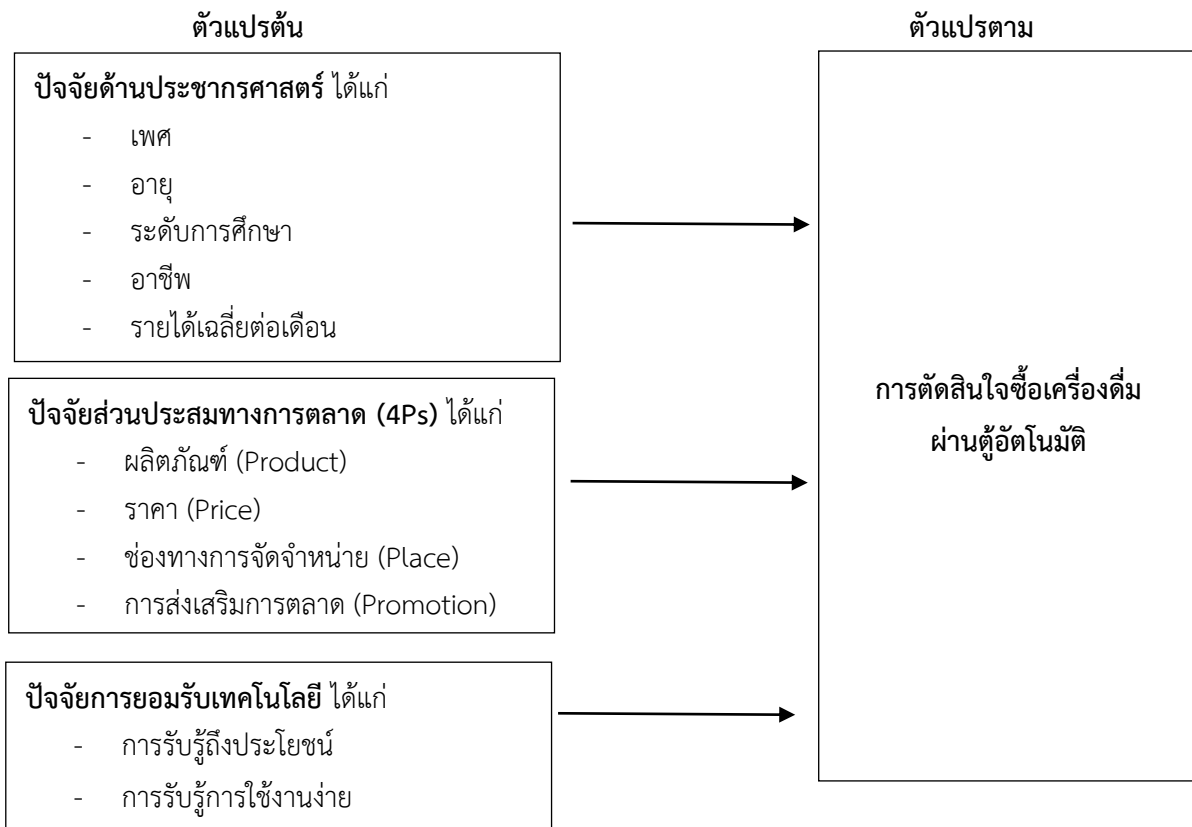 ตัวแปรต้น
ปัจจัยด้านประชากรศาสตร์ ได้แก่
- เพศ
- อายุ
- ระดับการศึกษา
- อาชีพ
- รายได้เฉลี่ยต่อเดือน
ปัจจัยส่วนประสมทางการตลาด (4Ps) ได้แก่
- ผลิตภัณฑ์ (Product)
- ราคา (Price)
- ช่องทางการจัดจำหน่าย (Place)
- การส่งเสริมการตลาด (Promotion)
ปัจจัยการยอมรับเทคโนโลยี ได้แก่
- การรับรู้ถึงประโยชน์
- การรับรู้การใช้งานง่าย
ตัวแปรตาม
การตัดสินใจซื้อเครื่องดื่ม
ผ่านตู้อัตโนมัติ